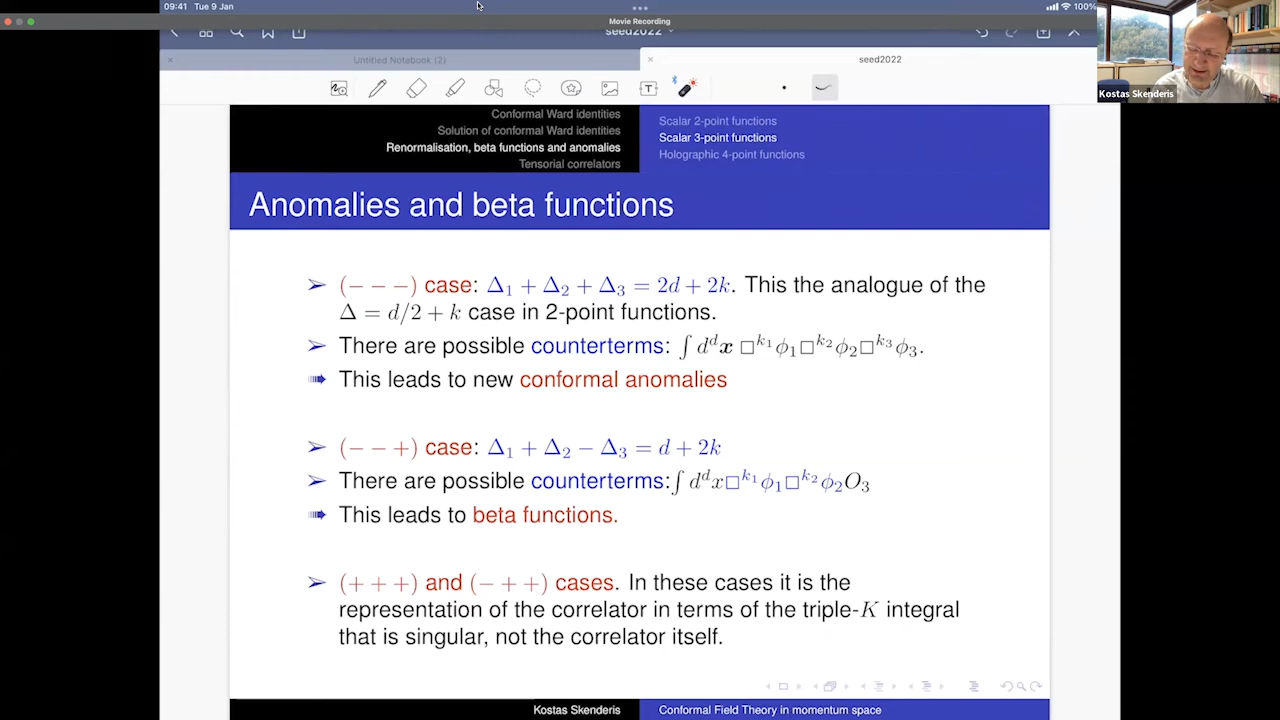 09:41 Tue 9 Jan
100%
Movie Recording
seed2022
Untitled Notebook (2)
seed2022
Kostas Skenderis
Conformal Ward identities
Solution of conformal Ward identities
Renormalisation, beta functions and anomalies
Tensorial correlators
Scalar 2-point functions
Scalar 3-point functions
Holographic 4-point functions
Anomalies and beta functions
➢ (− − −) case: Δ₁ + Δ₂ + Δ₃ = 2d + 2k. This the analogue of the
Δ = d/2 + k case in 2-point functions.
➢ There are possible counterterms: ∫ dᵈx □^{k₁}φ₁□^{k₂}φ₂□^{k₃}φ₃.
➠ This leads to new conformal anomalies
➢ (− − +) case: Δ₁ + Δ₂ − Δ₃ = d + 2k
➢ There are possible counterterms:∫ dᵈx□^{k₁}φ₁□^{k₂}φ₂O₃
➠ This leads to beta functions.
➢ (+ + +) and (− + +) cases. In these cases it is the
representation of the correlator in terms of the triple-K integral
that is singular, not the correlator itself.
Kostas Skenderis
Conformal Field Theory in momentum space